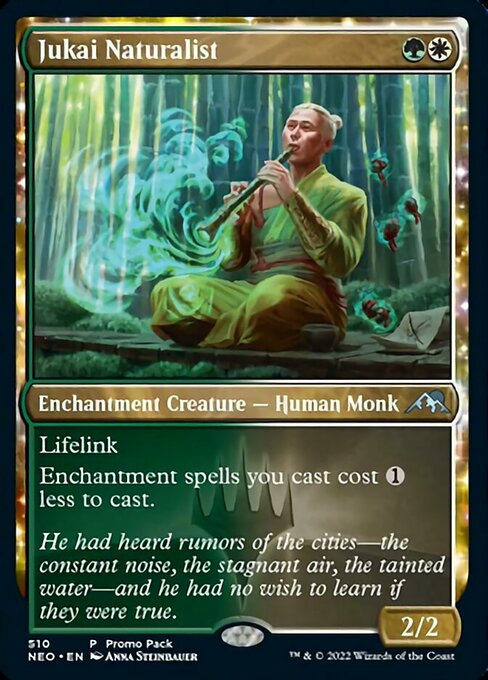 Jukai Naturalist
Enchantment Creature — Human Monk
Lifelink
Enchantment spells you cast cost 1
less to cast.
He had heard rumors of the cities—the
constant noise, the stagnant air, the tainted
water—and he had no wish to learn if
they were true.
2/2
510 P Promo Pack
NEO • EN Anna Steinbauer ™ & © 2022 Wizards of the Coast